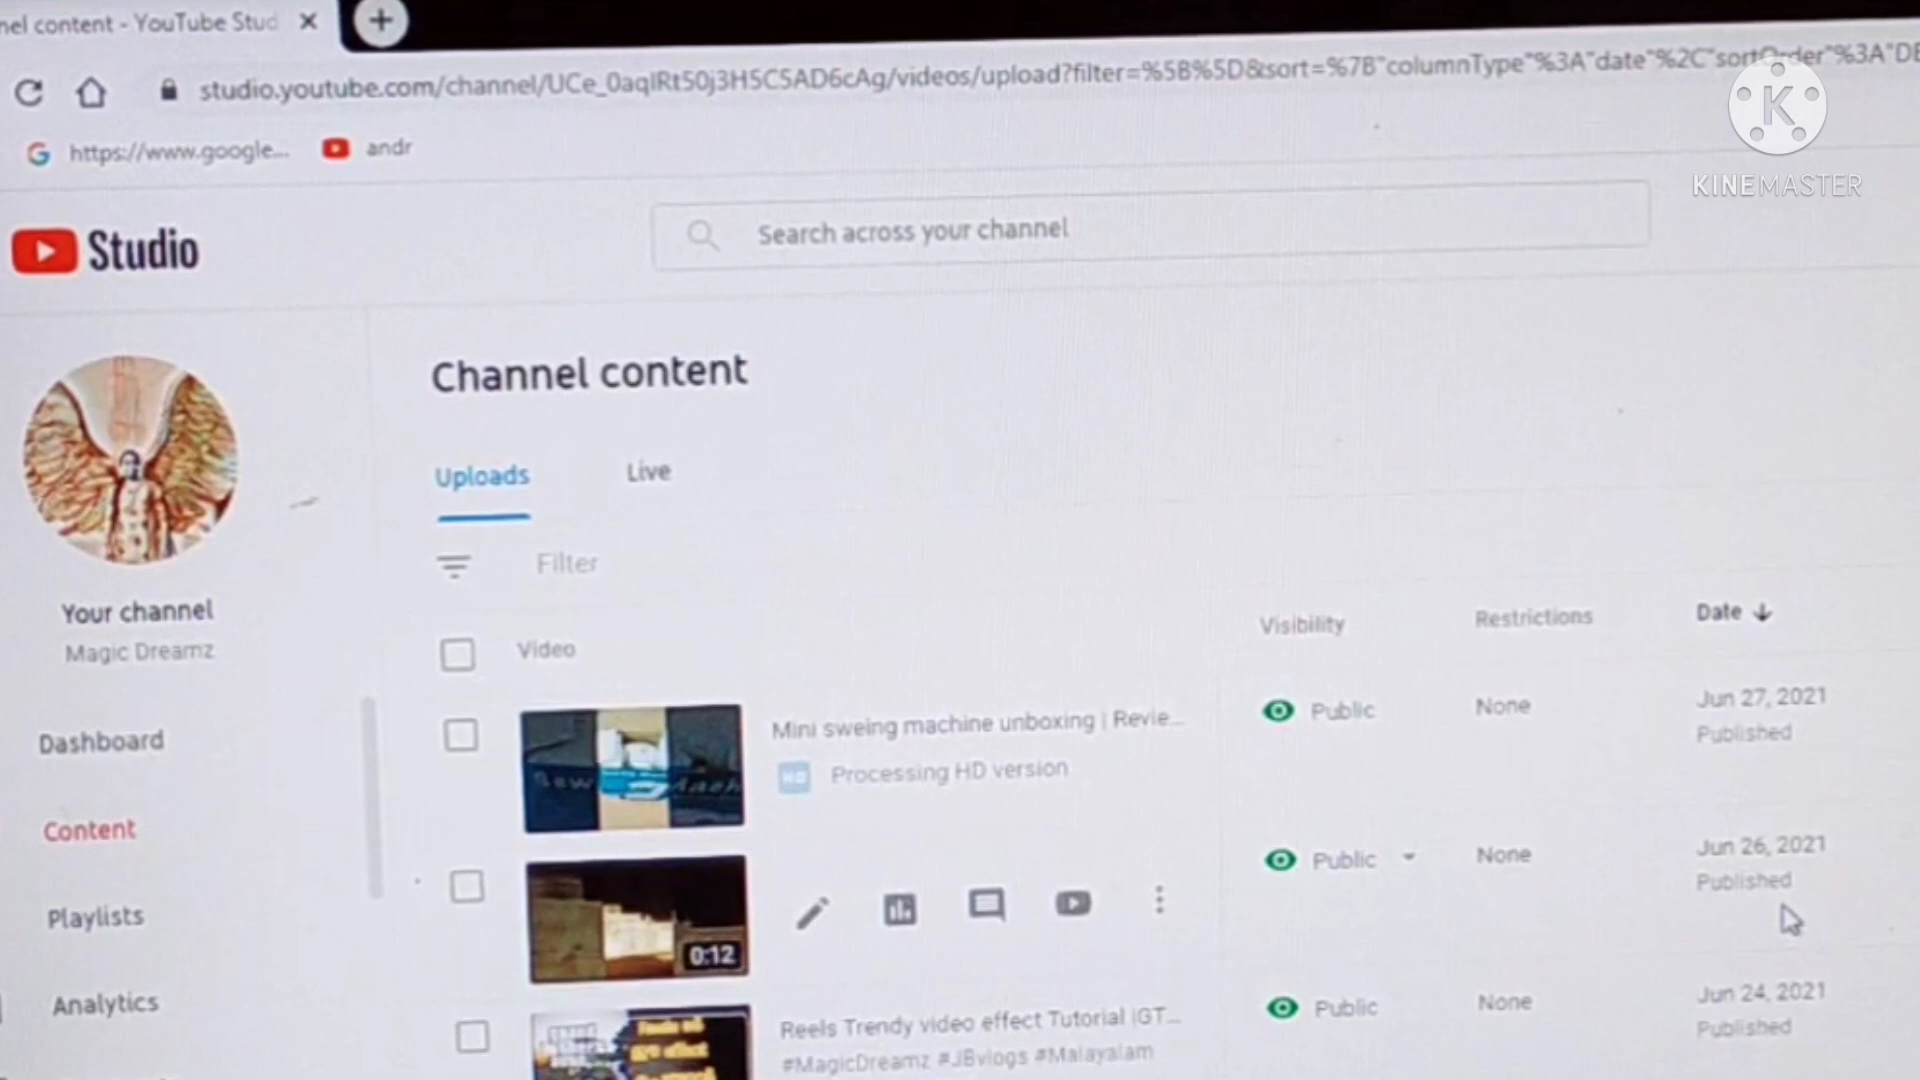 nel content - YouTube Stud
studio.youtube.com/channel/UCe_0aqlRt50j3H5C5AD6cAg/videos/upload?filter=%5B%5D&sort=%7B"columnType"%3A"date"%2C"sortOrder"%3A"DE
https://www.google... andr
KINEMASTER
Studio
Search across your channel
Channel content
Uploads Live
Filter
Your channel
Magic Dreamz
Video Visibility Restrictions Date
Dashboard
Content
Playlists
Analytics
Mini sweing machine unboxing | Revie... Public None Jun 27, 2021
HD Processing HD version Published
0:12 Public None Jun 26, 2021
Published
Reels Trendy video effect Tutorial |GT... Public None Jun 24, 2021
#MagicDreamz #JBvlogs #Malayalam Published